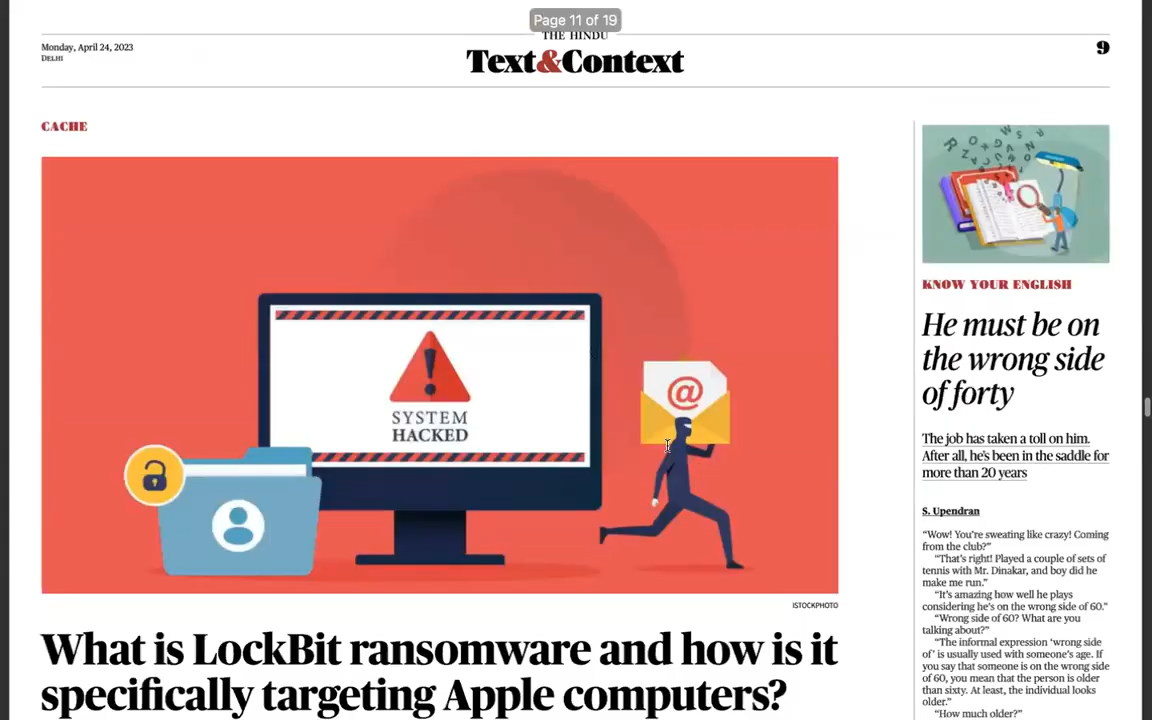 Page 11 of 19
Monday, April 24, 2023
DELHI
THE HINDU
Text&Context
9
CACHE
SYSTEM
HACKED
@
ISTOCKPHOTO
What is LockBit ransomware and how is it
specifically targeting Apple computers?
KNOW YOUR ENGLISH
He must be on
the wrong side
of forty
The job has taken a toll on him.
After all, he's been in the saddle for
more than 20 years
S. Upendran
“Wow! You’re sweating like crazy! Coming
from the club?”
“That’s right! Played a couple of sets of
tennis with Mr. Dinakar, and boy did he
make me run.”
“It’s amazing how well he plays
considering he’s on the wrong side of 60.”
“Wrong side of 60? What are you
talking about?”
“The informal expression ‘wrong side
of’ is usually used with someone’s age. If
you say that someone is on the wrong side
of 60, you mean that the person is older
than sixty. At least, the individual looks
older.”
“How much older?”